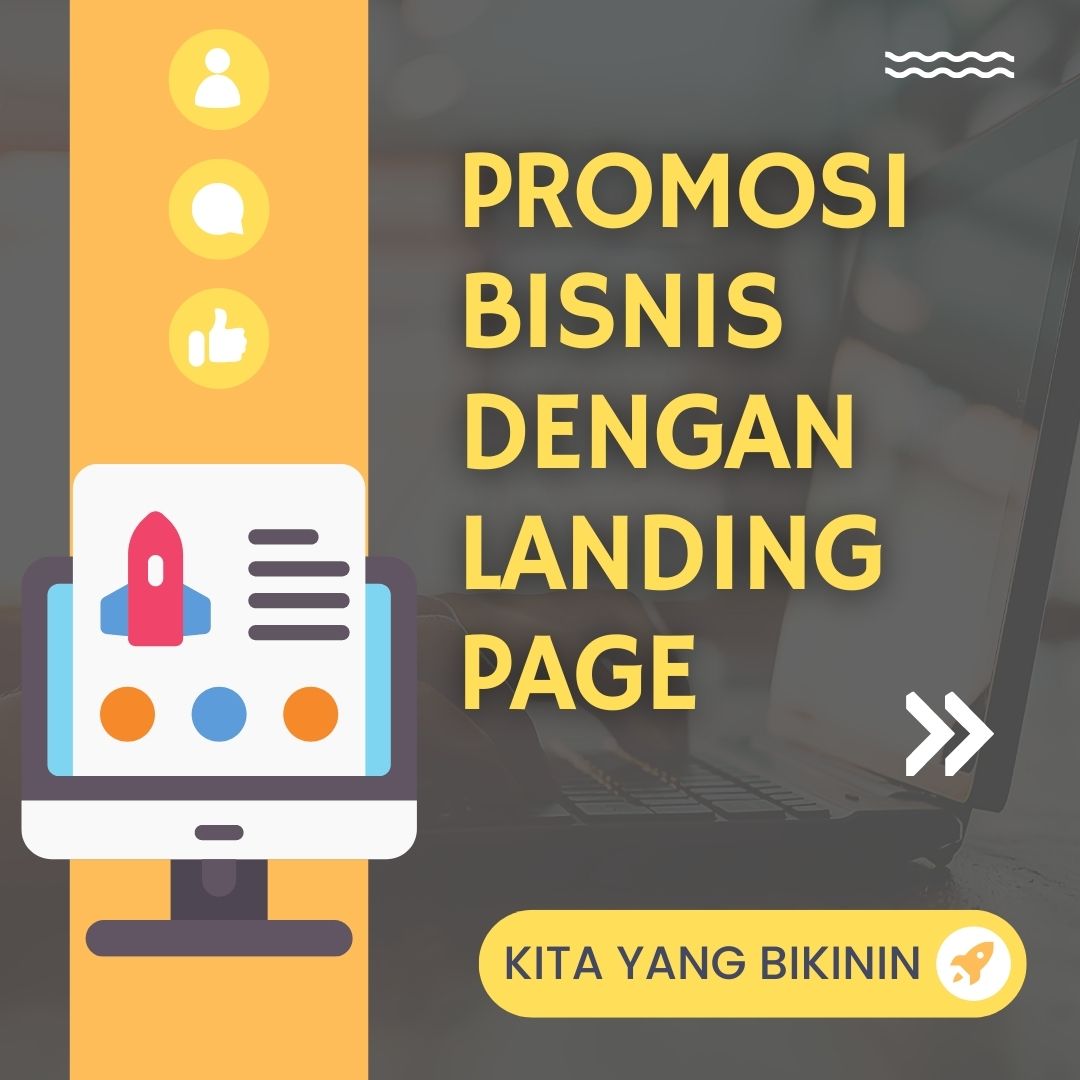 PROMOSI
BISNIS
DENGAN
LANDING
PAGE
KITA YANG BIKININ